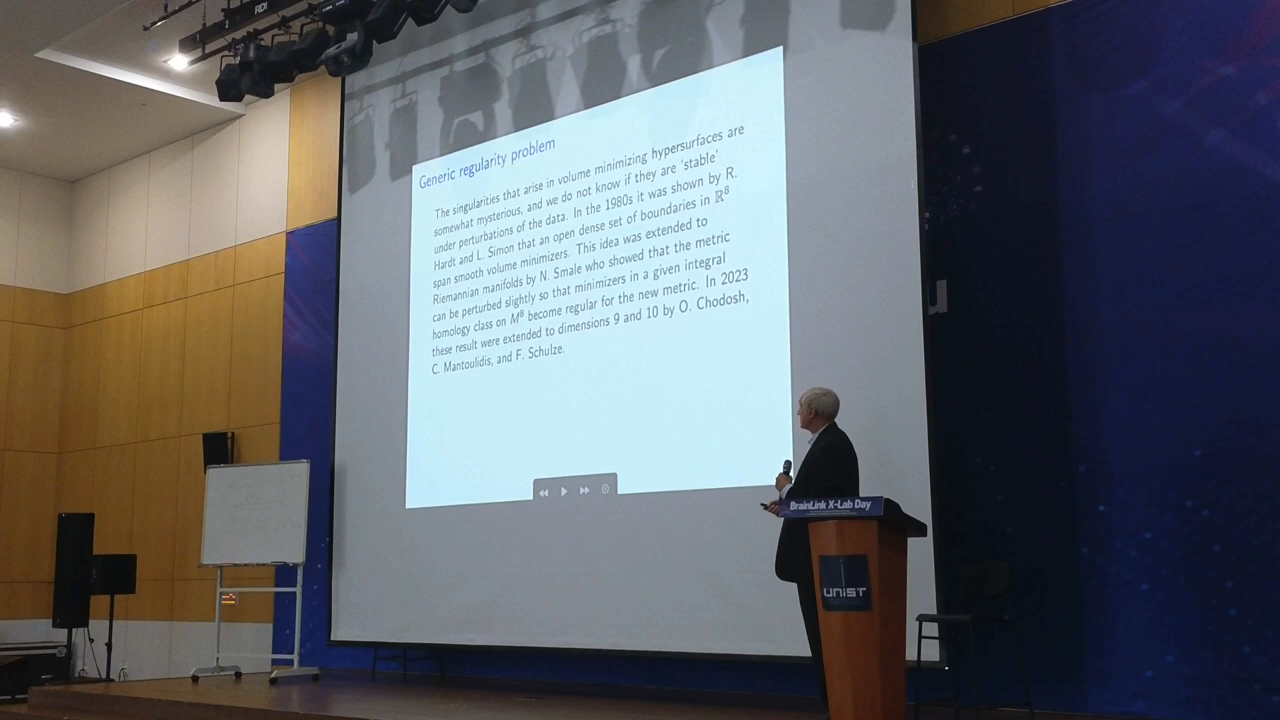 Generic regularity problem
The singularities that arise in volume minimizing hypersurfaces are
somewhat mysterious, and we do not know if they are 'stable'
under perturbations of the data. In the 1980s it was shown by R.
Hardt and L. Simon that an open dense set of boundaries in ℝ⁸
span smooth volume minimizers. This idea was extended to
Riemannian manifolds by N. Smale who showed that the metric
can be perturbed slightly so that minimizers in a given integral
homology class on M⁸ become regular for the new metric. In 2023
these result were extended to dimensions 9 and 10 by O. Chodosh,
C. Mantoulidis, and F. Schulze.
u
BrainLink X-Lab Day
UNIST